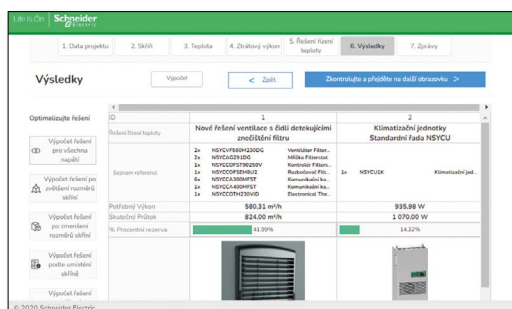 Life Is On Schneider Electric
1. Data projektu
2. Skříň
3. Teplota
4. Ztrátový výkon
5. Řešení řízení teploty
6. Výsledky
7. Zprávy
Výsledky
Výpočet
< Zpět
Zkontrolujte a přejděte na další obrazovku >
Optimalizujte řešení
Výpočet řešení pro všechna napětí
Výpočet řešení po zvětšení rozměrů skříní
Výpočet řešení po zmenšení rozměrů skříní
Výpočet řešení podle umístění skříně
Výpočet řešení
ID 1 2
Řešení řízení teploty
Nové řešení ventilace s čidli detekujícími znečištění filtru
Klimatizační jednotky Standardní řada NSYCU
Seznam referencí
2x NSYCVF560M230DG Ventilátor Filter..
2x NSYCAG291DG Mřížka Filterstat
1x Kontrolér Filters..
1x Rozbočovač Filt..
6x NSYCCA300MFST Komunikační ka..
1x NSYCCA400MFST Komunikační ka..
1x NSYCCOTH230VID Electronical The..
1x NSYCU1K Klimatizační jed..
Potřebný Výkon 580,31 m³/h 935,98 W
Skutečný Průtok 824.00 m³/h 1 070.00 W
% Procentní rezerva 41.99% 14.32%
© 2020 Schneider Electric